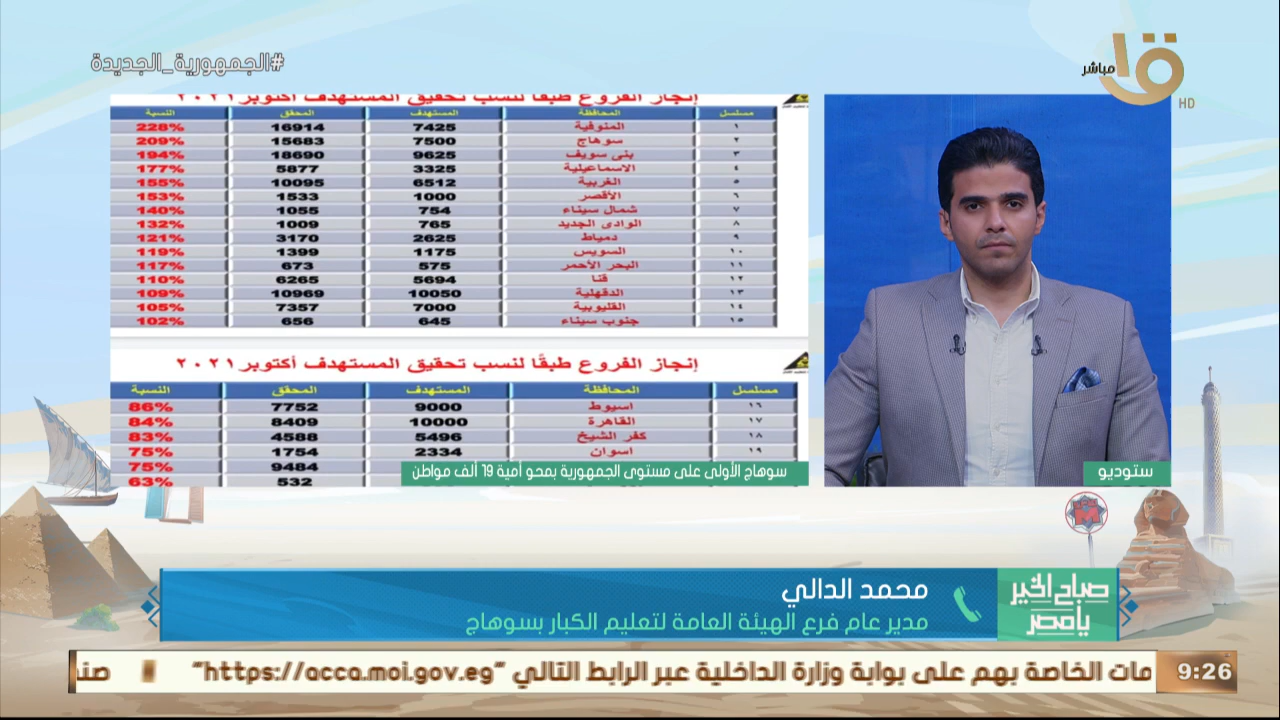 #الجمهورية_الجديدة
مباشر
HD
إنجاز الفروع طبقًا لنسب تحقيق المستهدف أكتوبر ٢٠٢١
مسلسل المحافظة المستهدف المحقق النسبة
١ المنوفية 7425 16914 228%
٢ سوهاج 7500 15683 209%
٣ بنى سويف 9625 18690 194%
٤ الاسماعيلية 3325 5877 177%
٥ الغربية 6512 10095 155%
٦ الأقصر 1000 1533 153%
٧ شمال سيناء 754 1055 140%
٨ الوادى الجديد 765 1009 132%
٩ دمياط 2625 3170 121%
١٠ السويس 1175 1399 119%
١١ البحر الأحمر 575 673 117%
١٢ قنا 5694 6265 110%
١٣ الدقهلية 10050 10969 109%
١٤ القليوبية 7000 7357 105%
١٥ جنوب سيناء 645 656 102%
إنجاز الفروع طبقًا لنسب تحقيق المستهدف أكتوبر ٢٠٢١
مسلسل المحافظة المستهدف المحقق النسبة
١٦ اسيوط 9000 7752 86%
١٧ القاهرة 10000 8409 84%
١٨ كفر الشيخ 5496 4588 83%
١٩ اسوان 2334 1754 75%
9484 75%
532 63%
سوهاج الأولى على مستوى الجمهورية بمحو أمية 19 ألف مواطن
ستوديو
صباح الخير
يا مصر
محمد الدالي
مدير عام فرع الهيئة العامة لتعليم الكبار بسوهاج
9:26
مات الخاصة بهم على بوابة وزارة الداخلية عبر الرابط التالي "https://acca.moi.gov.eg" صن